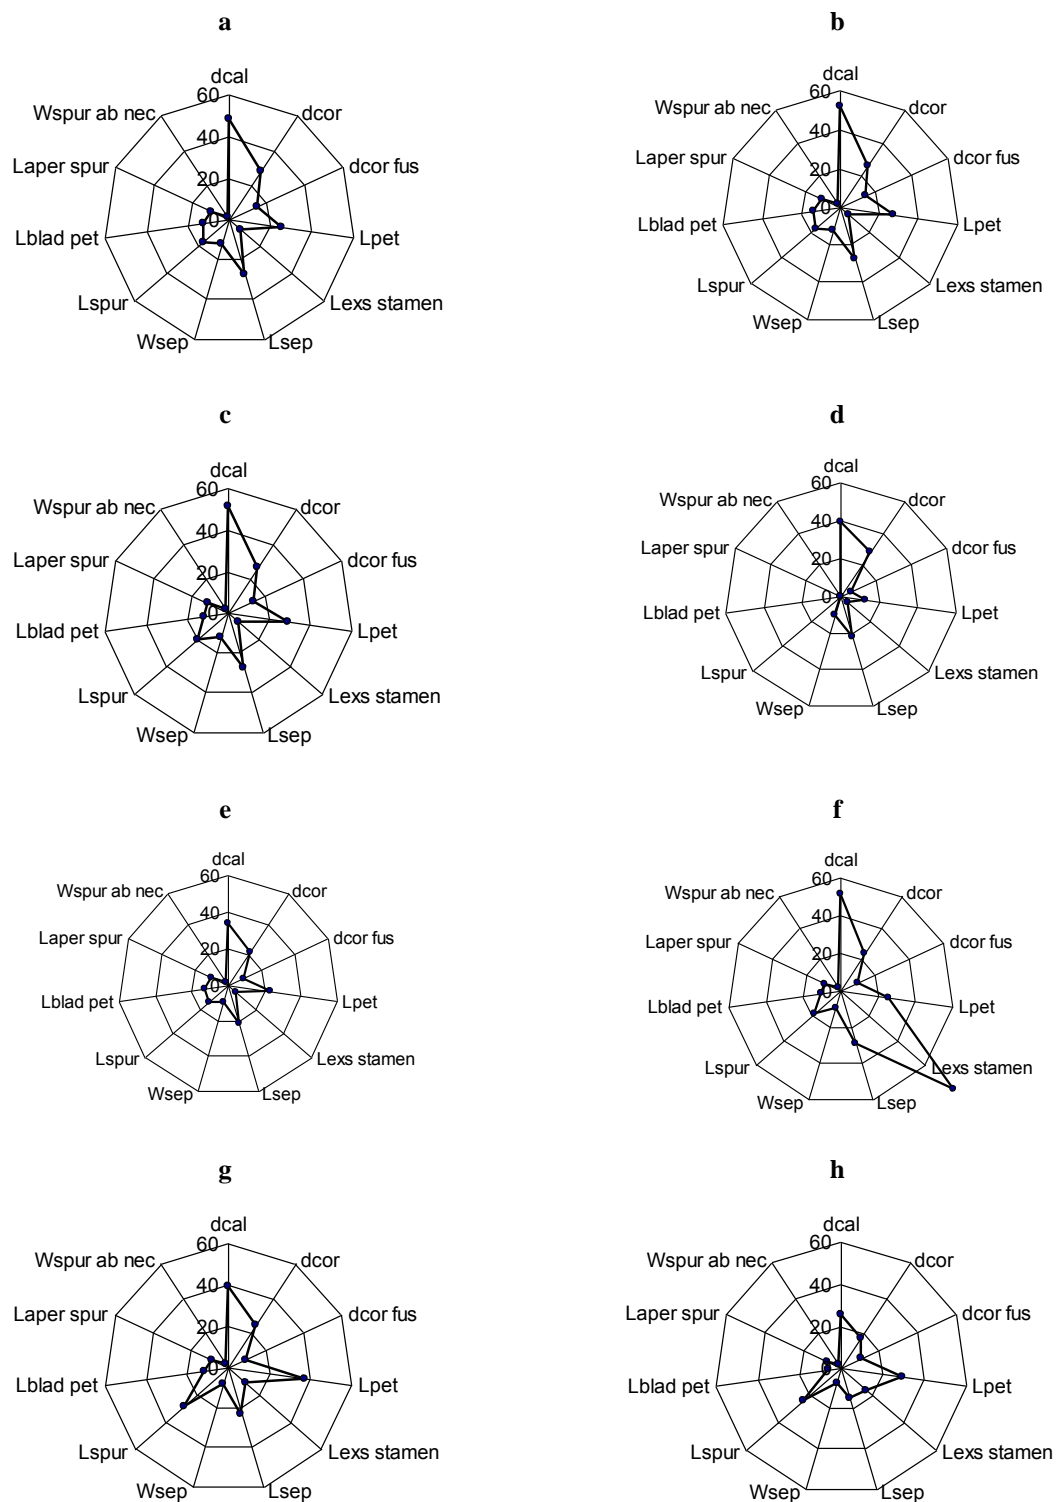 a
dcal
60
Wspur ab nec
dcor
40
Laper spur
dcor fus
20
Lblad pet
0
Lpet
Lspur
Lexs stamen
Wsep
Lsep
b
dcal
60
Wspur ab nec
dcor
40
Laper spur
dcor fus
20
Lblad pet
0
Lpet
Lspur
Lexs stamen
Wsep
Lsep
c
dcal
60
Wspur ab nec
dcor
40
Laper spur
dcor fus
20
Lblad pet
0
Lpet
Lspur
Lexs stamen
Wsep
Lsep
d
dcal
60
Wspur ab nec
dcor
40
Laper spur
dcor fus
20
Lblad pet
0
Lpet
Lspur
Lexs stamen
Wsep
Lsep
e
dcal
60
Wspur ab nec
dcor
40
Laper spur
dcor fus
20
Lblad pet
0
Lpet
Lspur
Lexs stamen
Wsep
Lsep
f
dcal
60
Wspur ab nec
dcor
40
Laper spur
dcor fus
20
Lblad pet
0
Lpet
Lspur
Lexs stamen
Wsep
Lsep
g
dcal
60
Wspur ab nec
dcor
40
Laper spur
dcor fus
20
Lblad pet
0
Lpet
Lspur
Lexs stamen
Wsep
Lsep
h
dcal
60
Wspur ab nec
dcor
40
Laper spur
dcor fus
20
Lblad pet
0
Lpet
Lspur
Lexs stamen
Wsep
Lsep